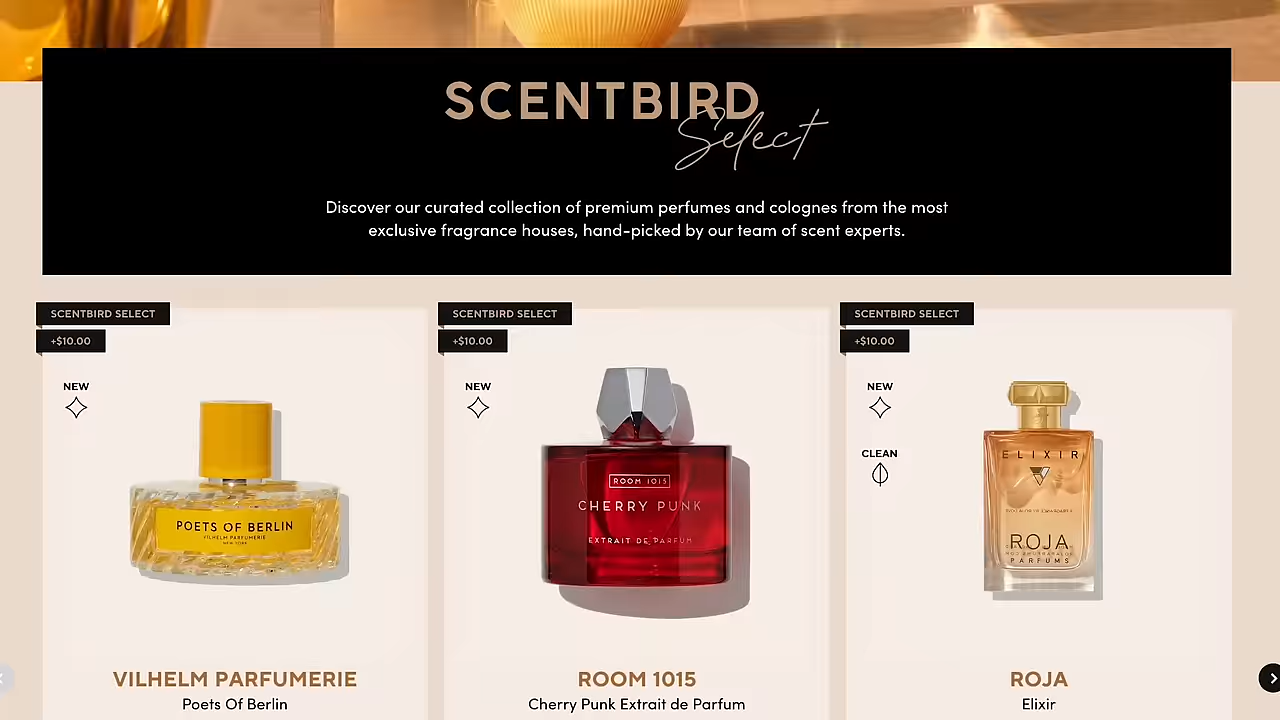 SCENTBIRD
Select
Discover our curated collection of premium perfumes and colognes from the most
exclusive fragrance houses, hand-picked by our team of scent experts.
SCENTBIRD SELECT
+$10.00
NEW
POETS OF BERLIN
VILHELM PARFUMERIE
NEW YORK
VILHELM PARFUMERIE
Poets Of Berlin
SCENTBIRD SELECT
+$10.00
NEW
ROOM 1015
CHERRY PUNK
EXTRAIT DE PARFUM
ROOM 1015
Cherry Punk Extrait de Parfum
SCENTBIRD SELECT
+$10.00
NEW
CLEAN
ELIXIR
ROJA
PARFUMS
ROJA
Elixir